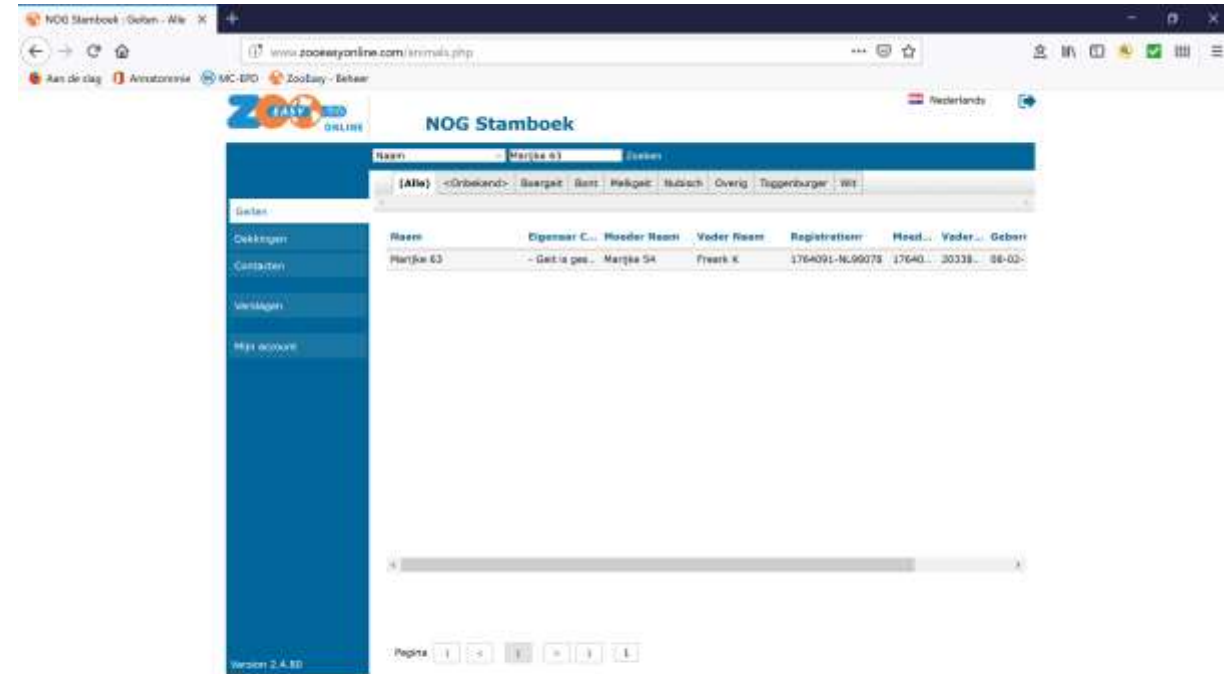 NOG Stamboek : Geiten - Alle
www.zooeasyonline.com/animals.php
Aan de slag Annatommie MC-EPD ZooEasy - Beheer
ZOO EASY ONLINE
Nederlands
NOG Stamboek
Naam Marijke 63 Zoeken
(Alle) <Onbekend> Boergeit Bont Melkgeit Nubisch Overig Toggenburger Wit
Geiten
Dekkingen
Contacten
Verslagen
Mijn account
Naam Eigenaar C... Moeder Naam Vader Naam Registratienr Moed... Vader... Geboor
Marijke 63 - Geit is ges... Marijke 54 Freark K 1764091-NL99078 17640... 20338... 08-02-
Pagina 1
Version 2.4.80